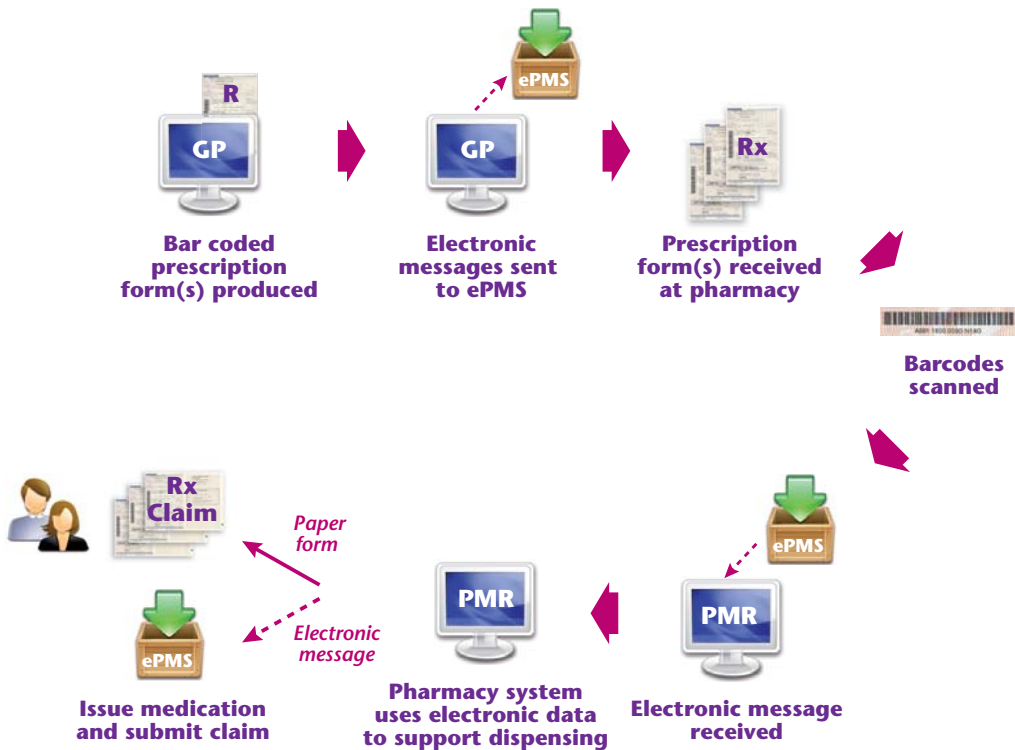 R
GP
Bar coded
prescription
form(s) produced
ePMS
GP
Electronic
messages sent
to ePMS
Rx
Prescription
form(s) received
at pharmacy
Barcodes
scanned
ePMS
PMR
Electronic message
received
PMR
Pharmacy system
uses electronic data
to support dispensing
Paper
form
Electronic
message
Rx
Claim
ePMS
Issue medication
and submit claim